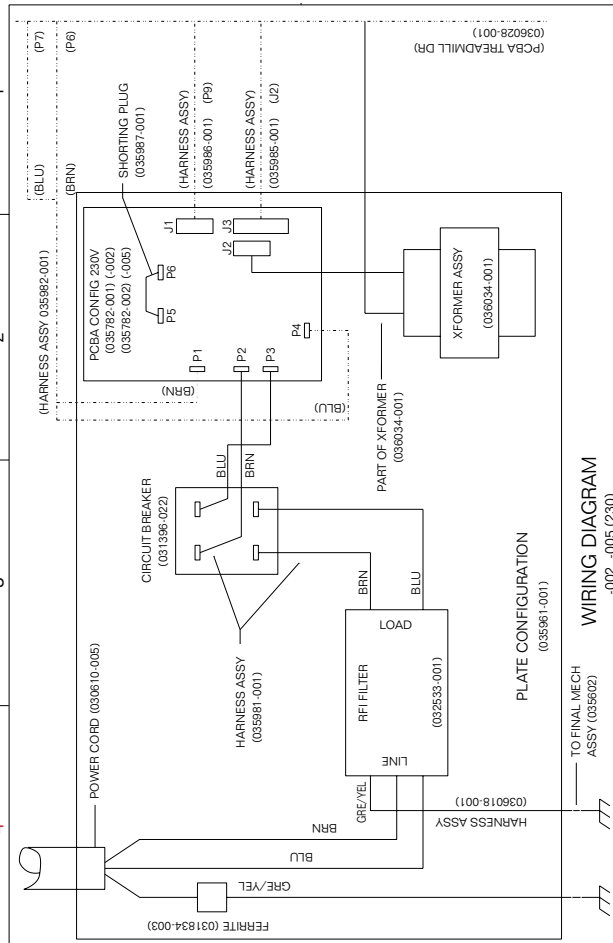 POWER CORD (030610-005)
FERRITE (031834-003)
GRE/YEL
BLU
BRN
HARNESS ASSY
(036018-001)
GRE/YEL
TO FINAL MECH
ASSY (035602)
LINE
RFI FILTER
(032533-001)
LOAD
BRN
BLU
HARNESS ASSY
(035981-001)
CIRCUIT BREAKER
(031396-022)
BLU
BRN
PLATE CONFIGURATION
(035961-001)
WIRING DIAGRAM
-002, -005 (230)
(HARNESS ASSY 035982-001)
(BRN)
(BLU)
PCBA CONFIG 230V
(035782-001) (-002)
(035782-002) (-005)
P1
P2
P3
P4
P5
P6
J1
J2
J3
SHORTING PLUG
(035987-001)
(BLU)
(P7)
(BRN)
(P6)
(HARNESS ASSY)
(035986-001)
(P9)
(HARNESS ASSY)
(035985-001)
(J2)
PART OF XFORMER
(036034-001)
XFORMER ASSY
(036034-001)
(PCBA TREADMILL DR)
(036028-001)